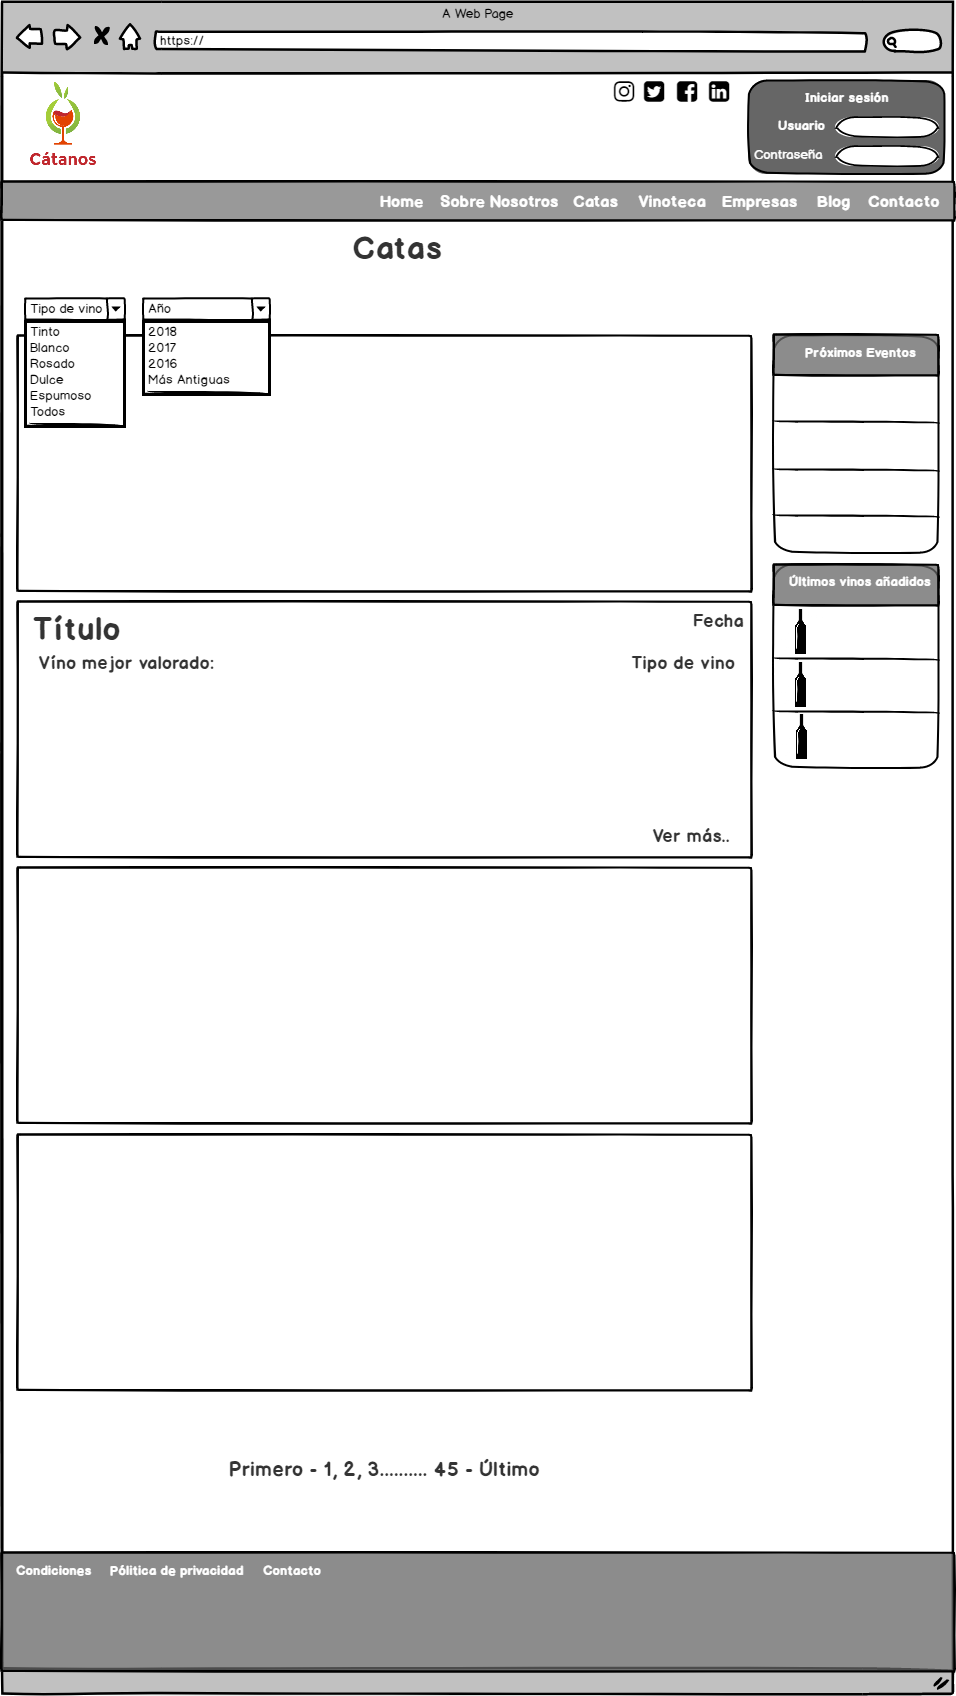 A Web Page
https://
Cátanos
Iniciar sesión
Usuario
Contraseña
Home Sobre Nosotros Catas Vinoteca Empresas Blog Contacto
Catas
Tipo de vino
Tinto
Blanco
Rosado
Dulce
Espumoso
Todos
Año
2018
2017
2016
Más Antiguas
Próximos Eventos
Últimos vinos añadidos
Título
Fecha
Víno mejor valorado:
Tipo de vino
Ver más..
Primero - 1, 2, 3.......... 45 - Último
Condiciones Pólitica de privacidad Contacto